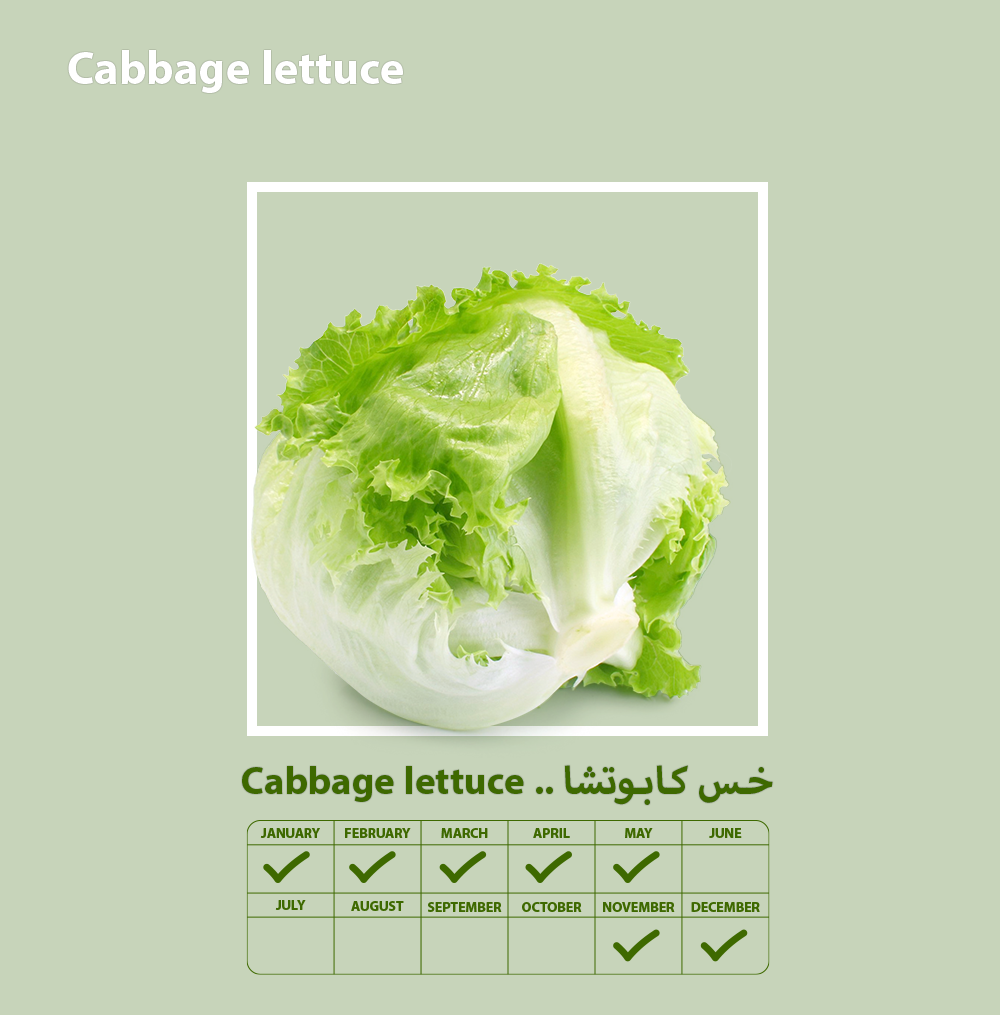 Cabbage lettuce
Cabbage lettuce .. خس كابوتشا
JANUARY FEBRUARY MARCH APRIL MAY JUNE
JULY AUGUST SEPTEMBER OCTOBER NOVEMBER DECEMBER